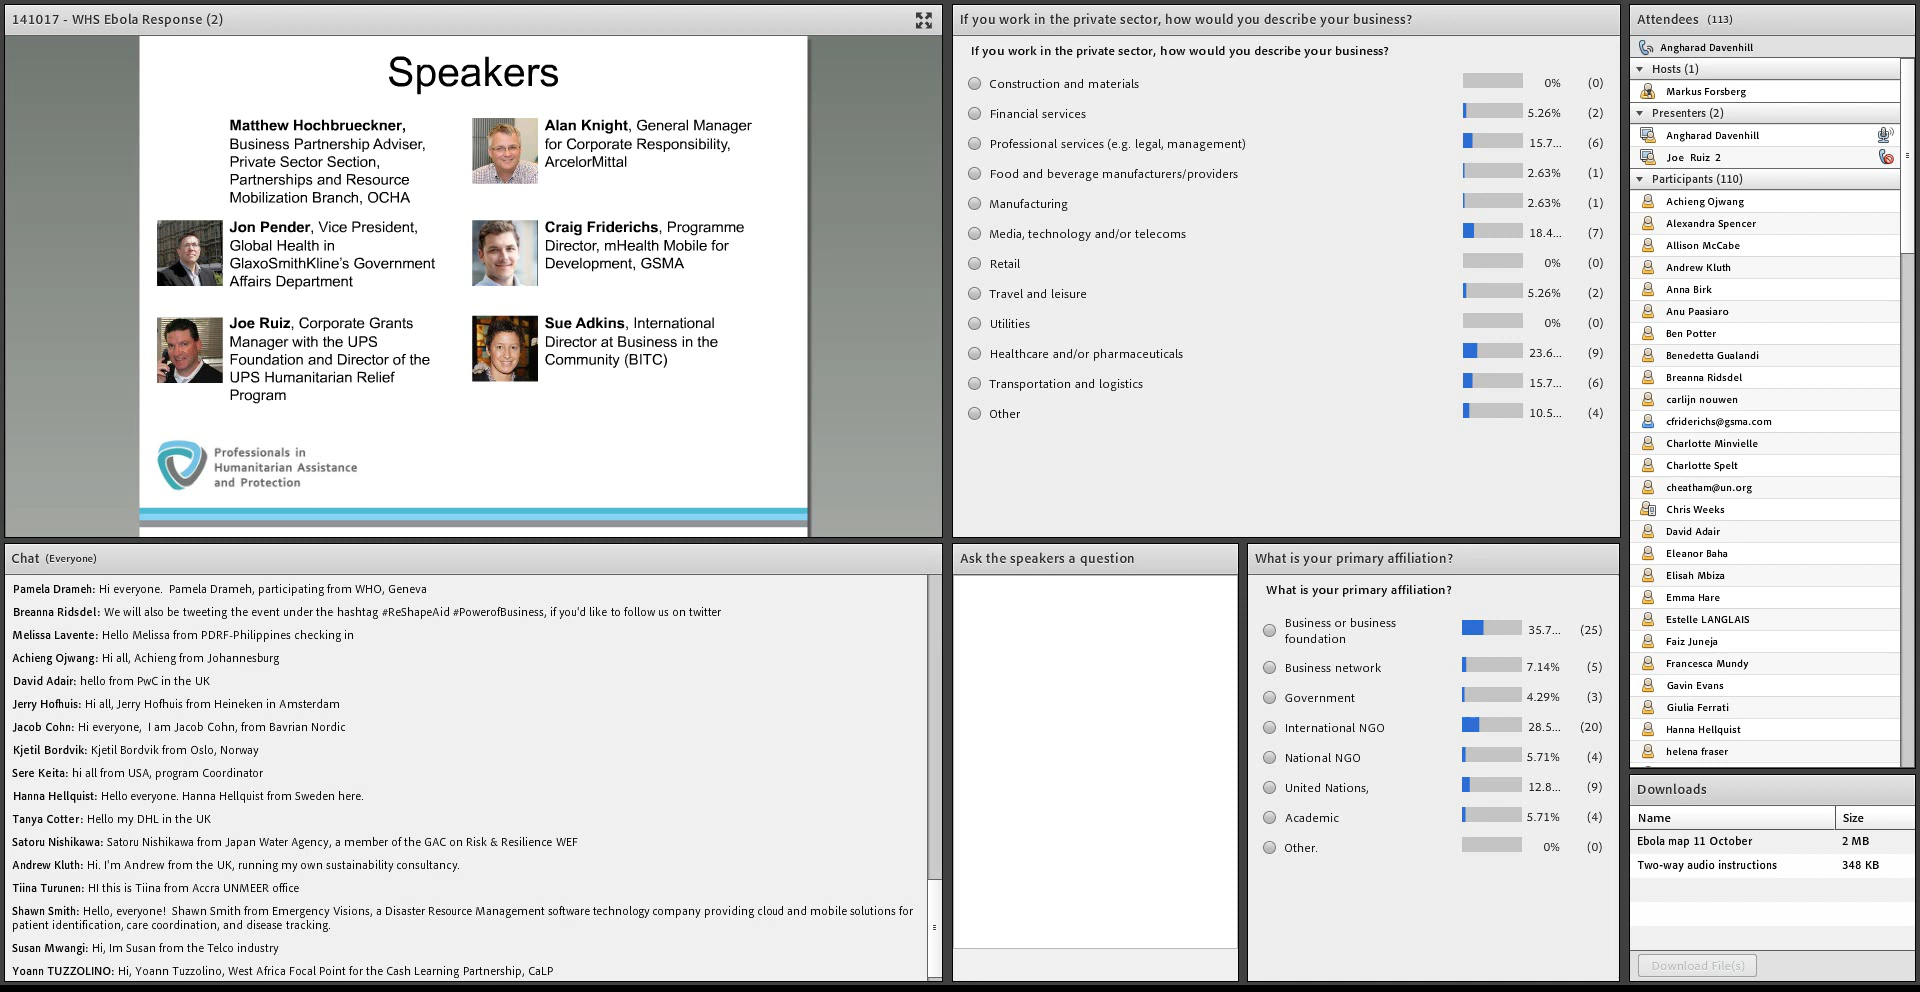 141017 - WHS Ebola Response (2)
Speakers
Matthew Hochbrueckner,
Business Partnership Adviser,
Private Sector Section,
Partnerships and Resource
Mobilization Branch, OCHA
Alan Knight, General Manager
for Corporate Responsibility,
ArcelorMittal
Jon Pender, Vice President,
Global Health in
GlaxoSmithKline's Government
Affairs Department
Craig Friderichs, Programme
Director, mHealth Mobile for
Development, GSMA
Joe Ruiz, Corporate Grants
Manager with the UPS
Foundation and Director of the
UPS Humanitarian Relief
Program
Sue Adkins, International
Director at Business in the
Community (BITC)
Professionals in
Humanitarian Assistance
and Protection
If you work in the private sector, how would you describe your business?
If you work in the private sector, how would you describe your business?
Construction and materials 0% (0)
Financial services 5.26% (2)
Professional services (e.g. legal, management) 15.7... (6)
Food and beverage manufacturers/providers 2.63% (1)
Manufacturing 2.63% (1)
Media, technology and/or telecoms 18.4... (7)
Retail 0% (0)
Travel and leisure 5.26% (2)
Utilities 0% (0)
Healthcare and/or pharmaceuticals 23.6... (9)
Transportation and logistics 15.7... (6)
Other 10.5... (4)
Attendees (113)
Angharad Davenhill
Hosts (1)
Markus Forsberg
Presenters (2)
Angharad Davenhill
Joe Ruiz 2
Participants (110)
Achieng Ojwang
Alexandra Spencer
Allison McCabe
Andrew Kluth
Anna Birk
Anu Paasiaro
Ben Potter
Benedetta Gualandi
Breanna Ridsdel
carlijn nouwen
cfriderichs@gsma.com
Charlotte Minvielle
Charlotte Spelt
cheatham@un.org
Chris Weeks
David Adair
Eleanor Baha
Elisah Mbiza
Emma Hare
Estelle LANGLAIS
Faiz Juneja
Francesca Mundy
Gavin Evans
Giulia Ferrati
Hanna Hellquist
helena fraser
Chat (Everyone)
Pamela Drameh: Hi everyone. Pamela Drameh, participating from WHO, Geneva
Breanna Ridsdel: We will also be tweeting the event under the hashtag #ReShapeAid #PowerofBusiness, if you'd like to follow us on twitter
Melissa Lavente: Hello Melissa from PDRF-Philippines checking in
Achieng Ojwang: Hi all, Achieng from Johannesburg
David Adair: hello from PwC in the UK
Jerry Hofhuis: Hi all, Jerry Hofhuis from Heineken in Amsterdam
Jacob Cohn: Hi everyone, I am Jacob Cohn, from Bavrian Nordic
Kjetil Bordvik: Kjetil Bordvik from Oslo, Norway
Sere Keita: hi all from USA, program Coordinator
Hanna Hellquist: Hello everyone. Hanna Hellquist from Sweden here.
Tanya Cotter: Hello my DHL in the UK
Satoru Nishikawa: Satoru Nishikawa from Japan Water Agency, a member of the GAC on Risk & Resilience WEF
Andrew Kluth: Hi. I'm Andrew from the UK, running my own sustainability consultancy.
Tiina Turunen: HI this is Tiina from Accra UNMEER office
Shawn Smith: Hello, everyone! Shawn Smith from Emergency Visions, a Disaster Resource Management software technology company providing cloud and mobile solutions for
patient identification, care coordination, and disease tracking.
Susan Mwangi: Hi, Im Susan from the Telco industry
Yoann TUZZOLINO: Hi, Yoann Tuzzolino, West Africa Focal Point for the Cash Learning Partnership, CaLP
Ask the speakers a question
What is your primary affiliation?
What is your primary affiliation?
Business or business
foundation 35.7... (25)
Business network 7.14% (5)
Government 4.29% (3)
International NGO 28.5... (20)
National NGO 5.71% (4)
United Nations, 12.8... (9)
Academic 5.71% (4)
Other. 0% (0)
Downloads
Name Size
Ebola map 11 October 2 MB
Two-way audio instructions 348 KB
Download File(s)